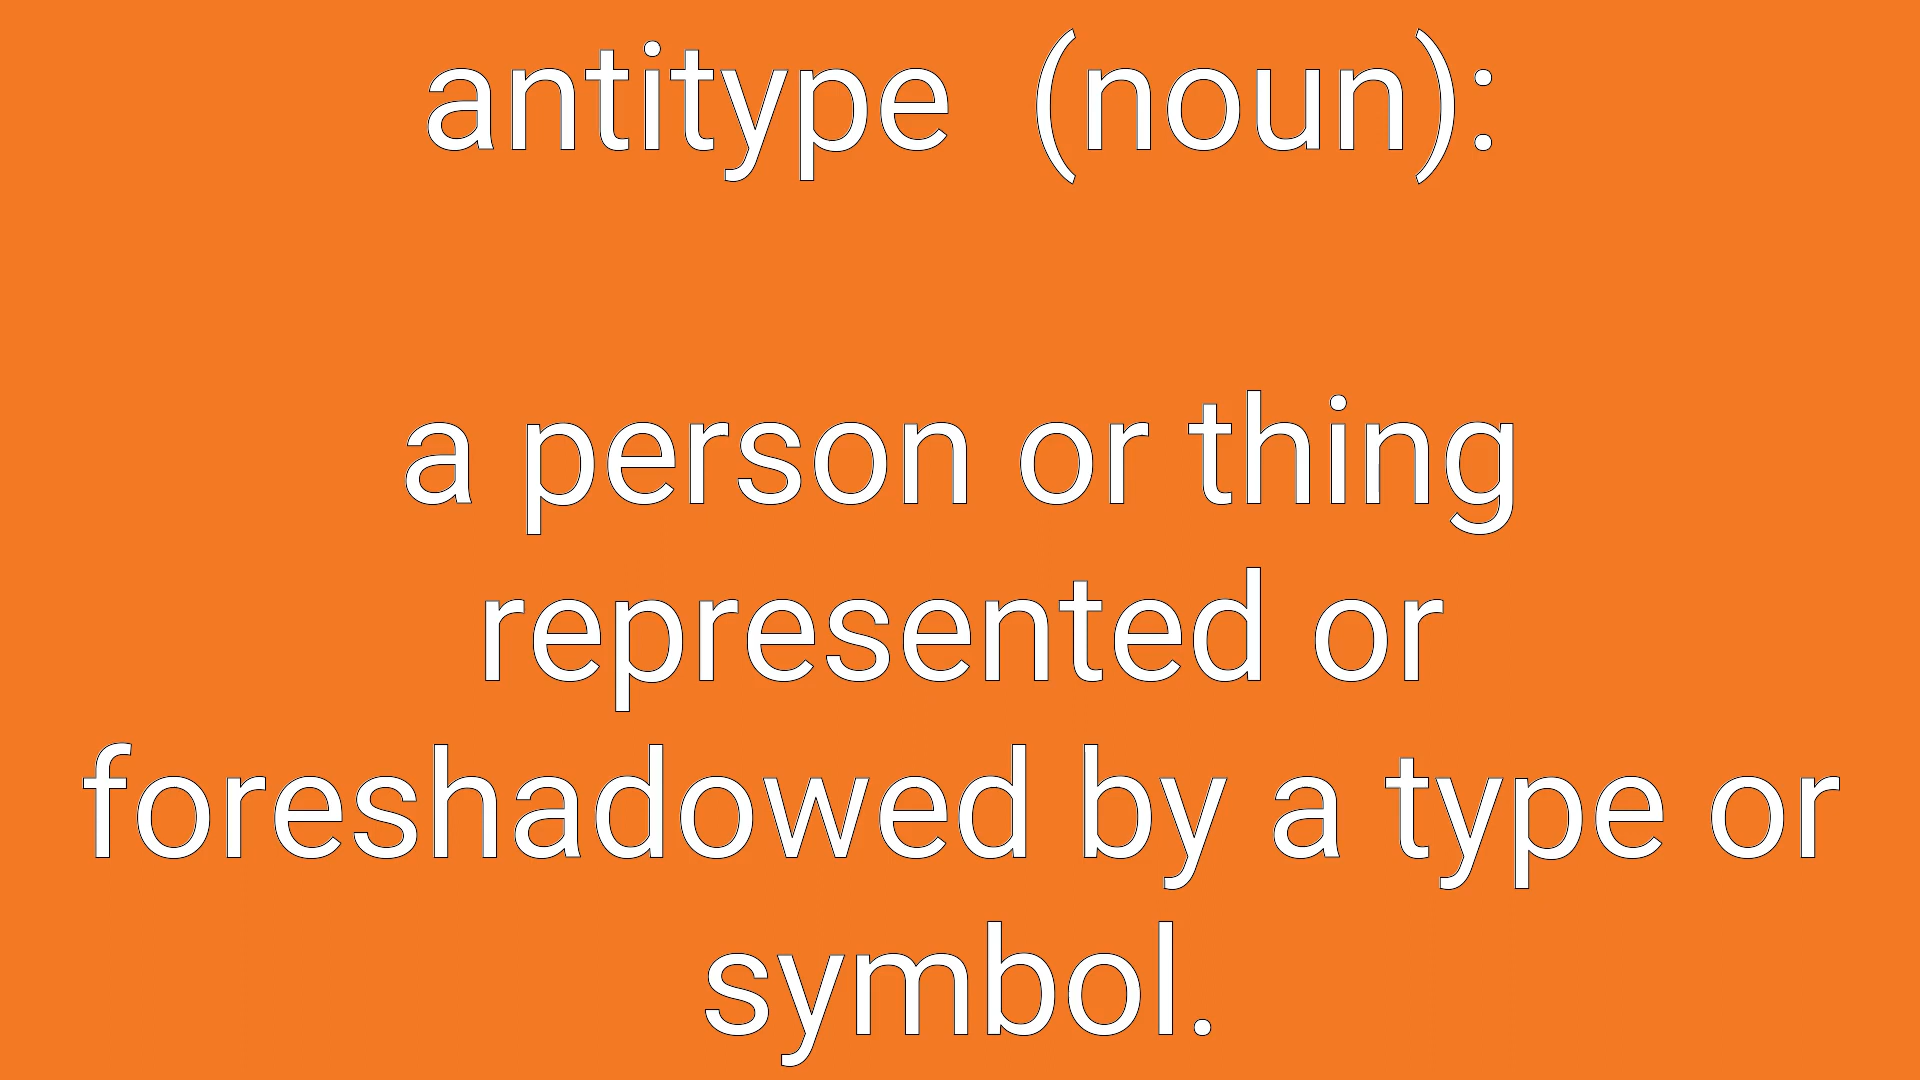 antitype  (noun):
a person or thing
represented or
foreshadowed by a type or
symbol.